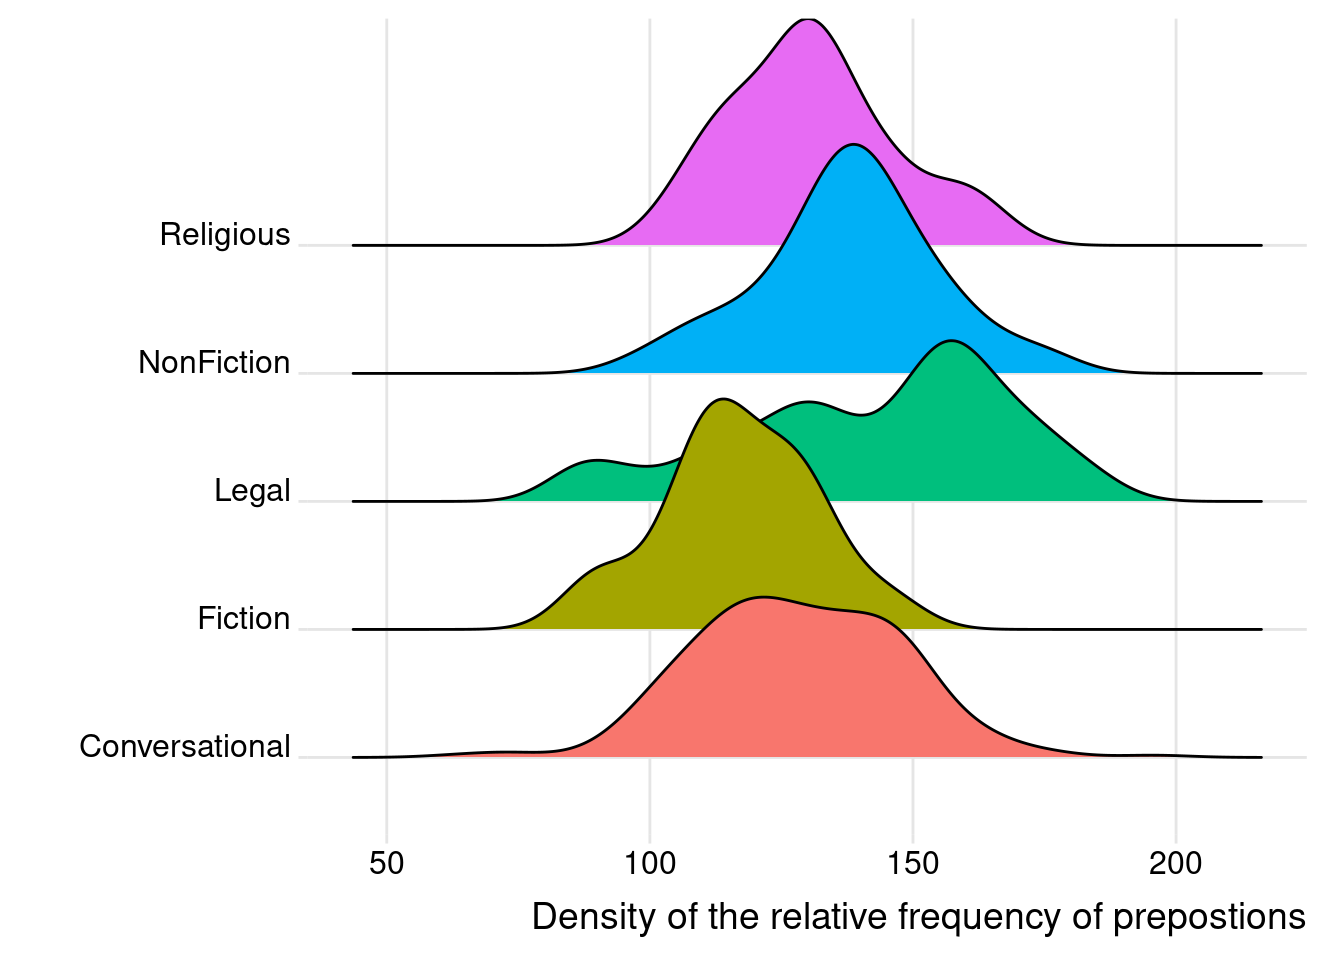 Religious
NonFiction
Legal
Fiction
Conversational
50 100 150 200
Density of the relative frequency of prepostions